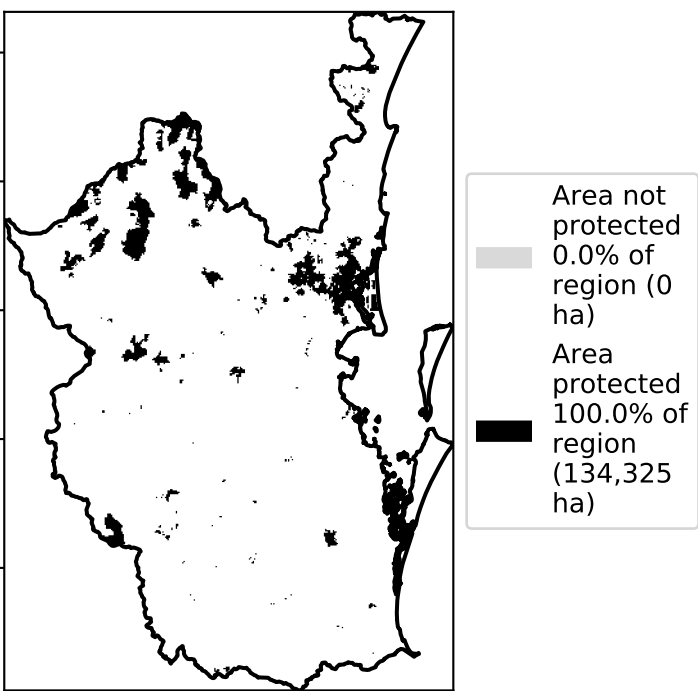 Area not
protected
0.0% of
region (0
ha)
Area
protected
100.0% of
region
(134,325
ha)